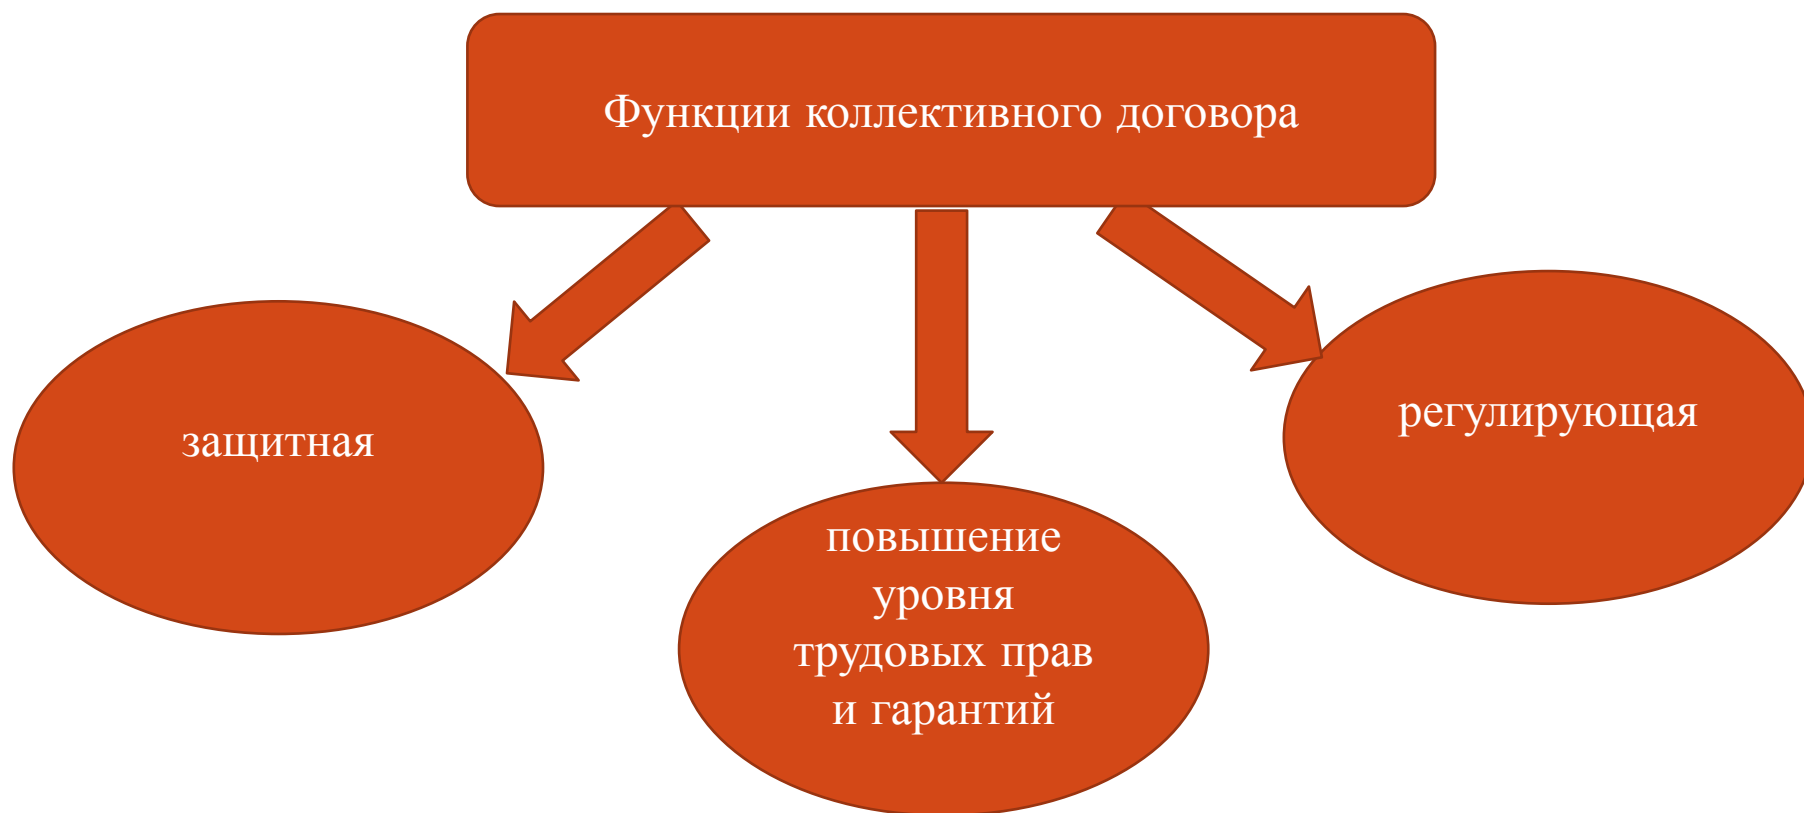 Функции коллективного договора
защитная
повышение
уровня
трудовых прав
и гарантий
регулирующая